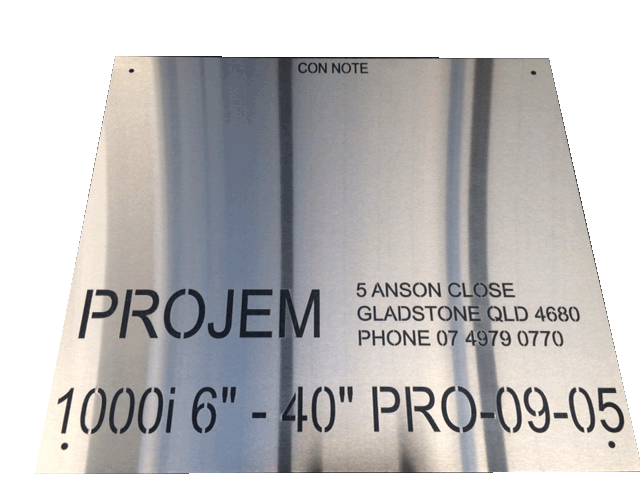 CON NOTE
PROJEM
5 ANSON CLOSE
GLADSTONE QLD 4680
PHONE 07 4979 0770
1000i 6" - 40" PRO-09-05